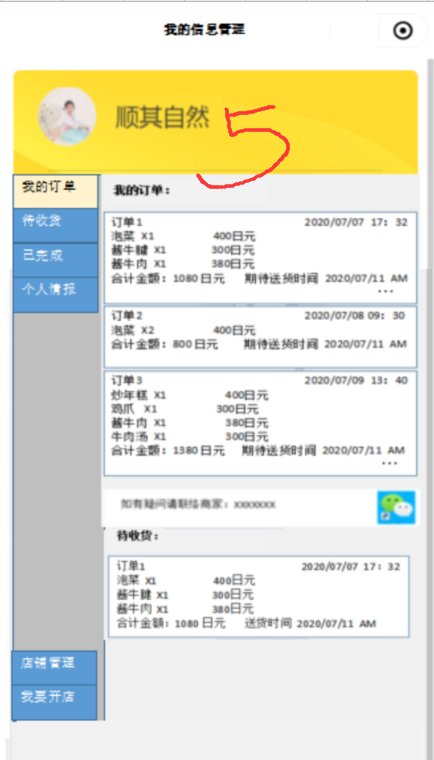 我的信息管理
顺其自然
5
我的订单
待收货
已完成
个人情报
我的订单：
订单1 2020/07/07 17：32
泡菜 X1 400日元
酱牛腱 X1 300日元
酱牛肉 X1 380日元
合计金额：1080日元 期待送货时间 2020/07/11 AM
...
订单2 2020/07/08 09：30
泡菜 X2 400日元
合计金额：800日元 期待送货时间 2020/07/11 AM
订单3 2020/07/09 13：40
炒年糕 X1 400日元
鸡爪 X1 300日元
酱牛肉 X1 380日元
牛肉汤 X1 300日元
合计金额：1380日元 期待送货时间 2020/07/11 AM
...
如有疑问请联络商家：xxxxxxx
待收货：
订单1 2020/07/07 17：32
泡菜 X1 400日元
酱牛腱 X1 300日元
酱牛肉 X1 380日元
合计金额：1080日元 送货时间 2020/07/11 AM
店铺管理
我要开店